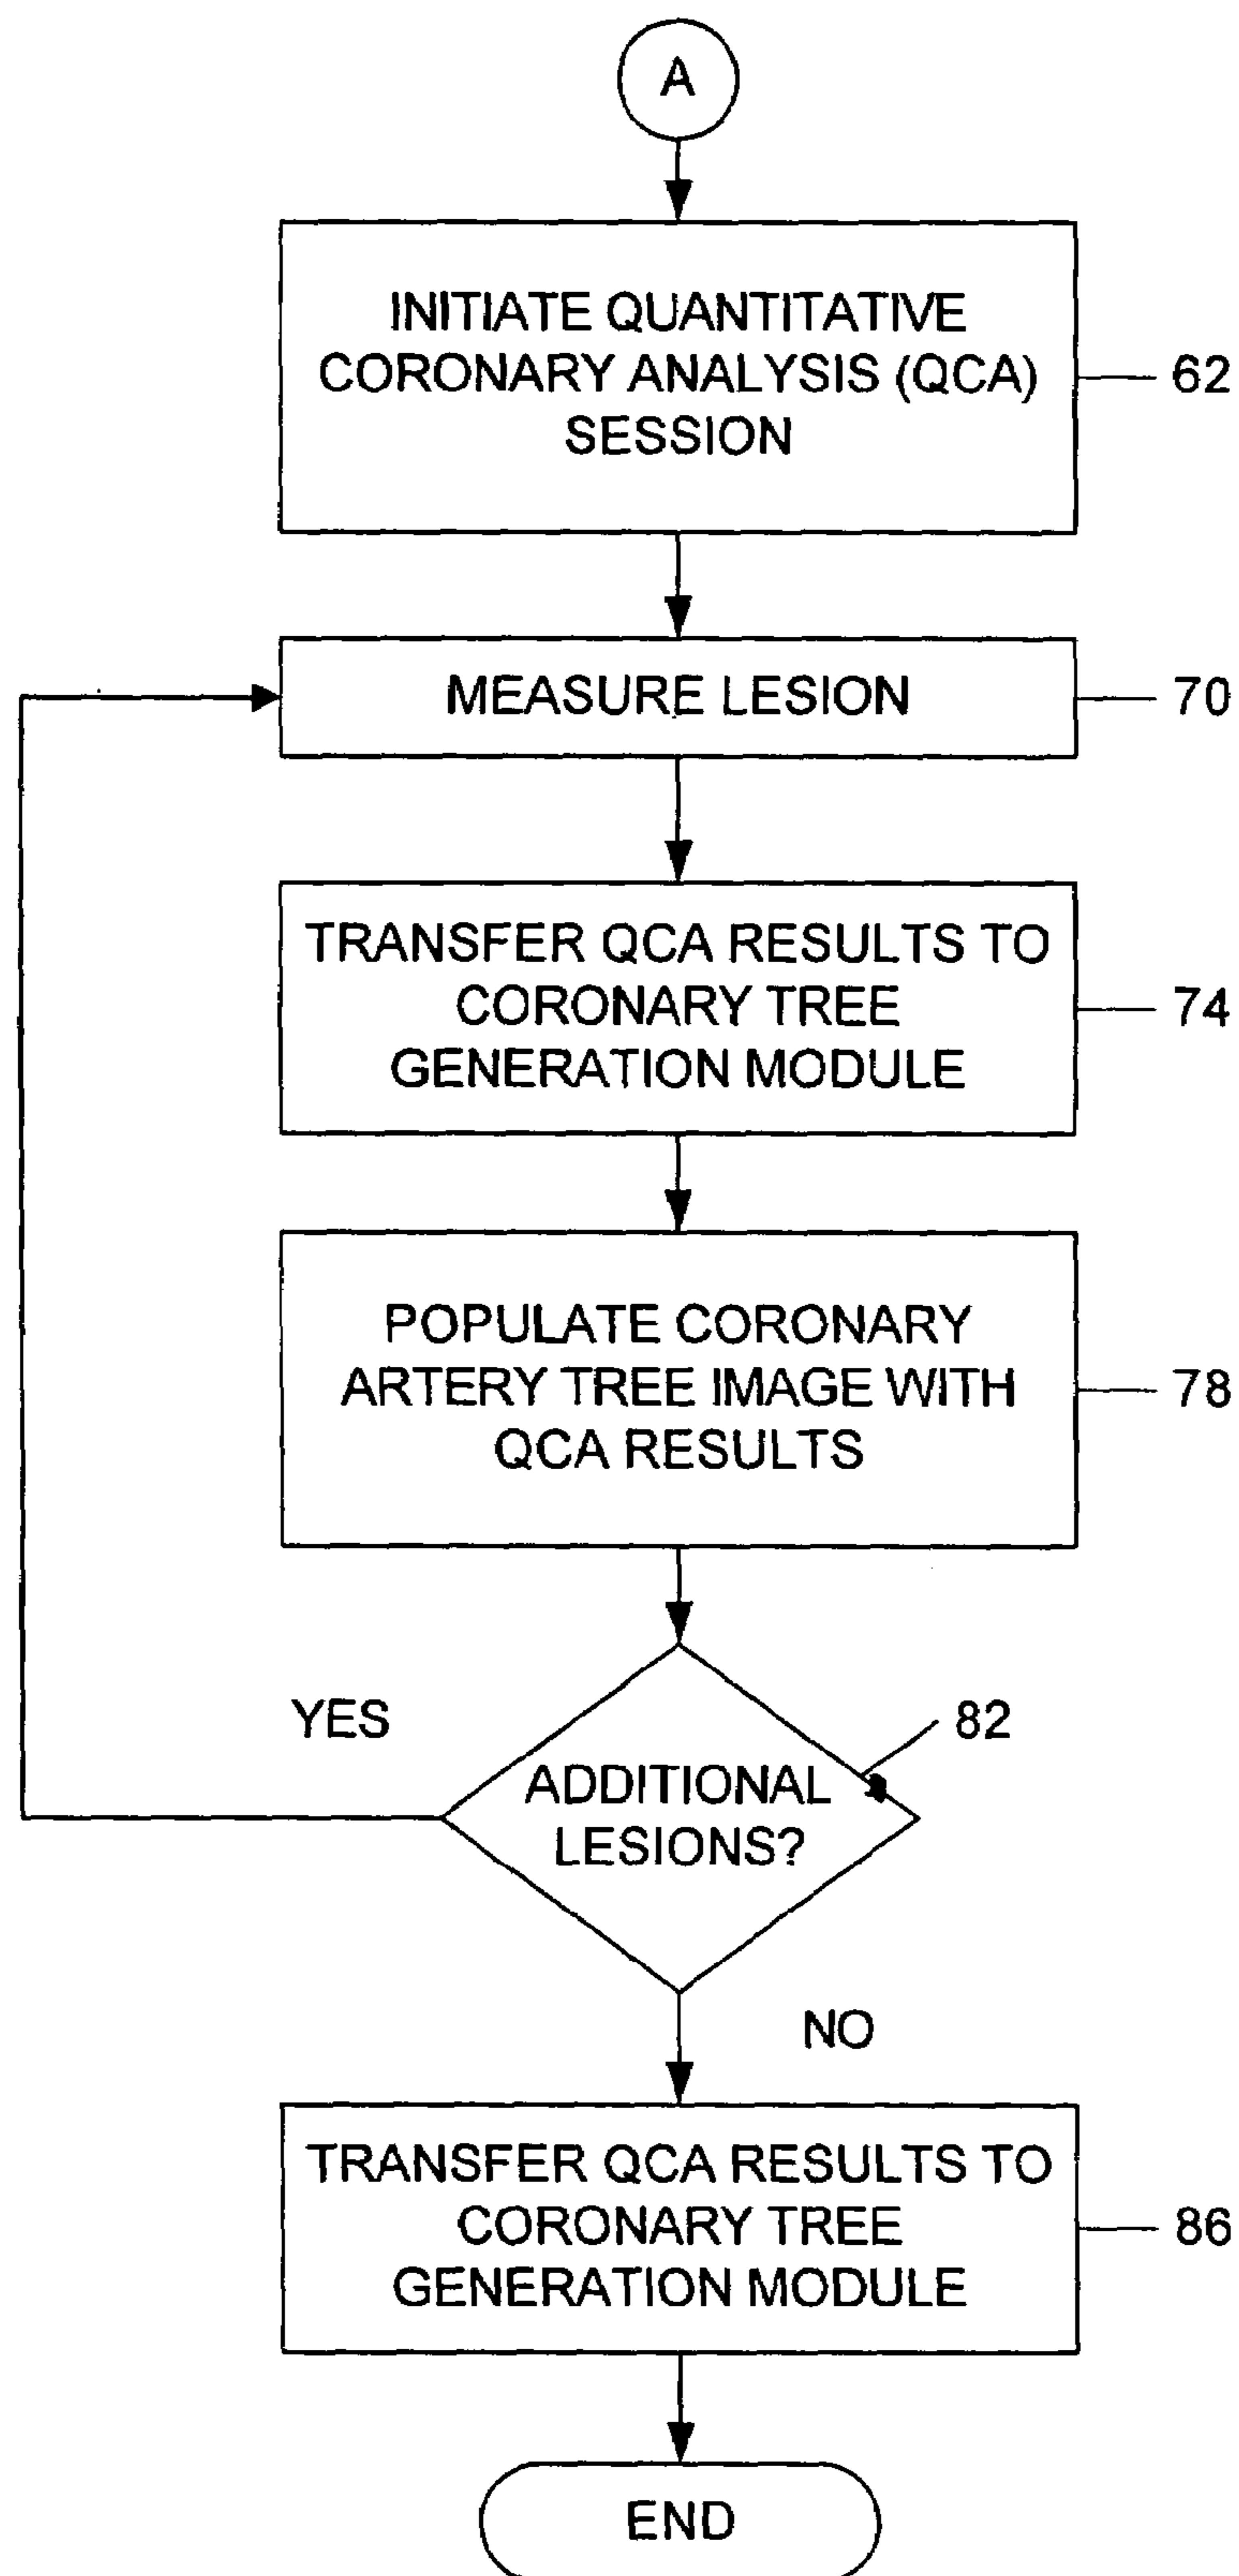 A
INITIATE QUANTITATIVE
CORONARY ANALYSIS (QCA)
SESSION
62
MEASURE LESION
70
TRANSFER QCA RESULTS TO
CORONARY TREE
GENERATION MODULE
74
POPULATE CORONARY
ARTERY TREE IMAGE WITH
QCA RESULTS
78
YES
82
ADDITIONAL
LESIONS?
NO
TRANSFER QCA RESULTS TO
CORONARY TREE
GENERATION MODULE
86
END